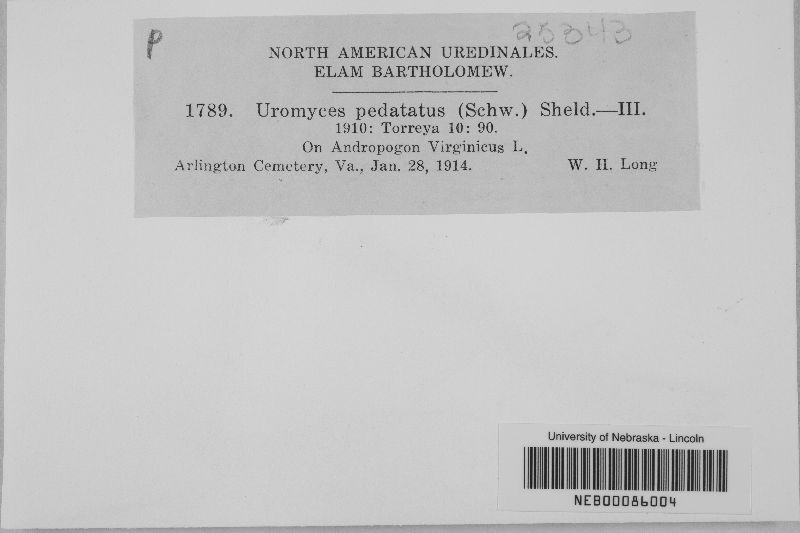 p 25343
NORTH AMERICAN UREDINALES.
ELAM BARTHOLOMEW.
1789. Uromyces pedatatus (Schw.) Sheld.—III.
1910: Torreya 10: 90.
On Andropogon Virginicus L.
Arlington Cemetery, Va., Jan. 28, 1914. W. H. Long
University of Nebraska - Lincoln
NEB00086004